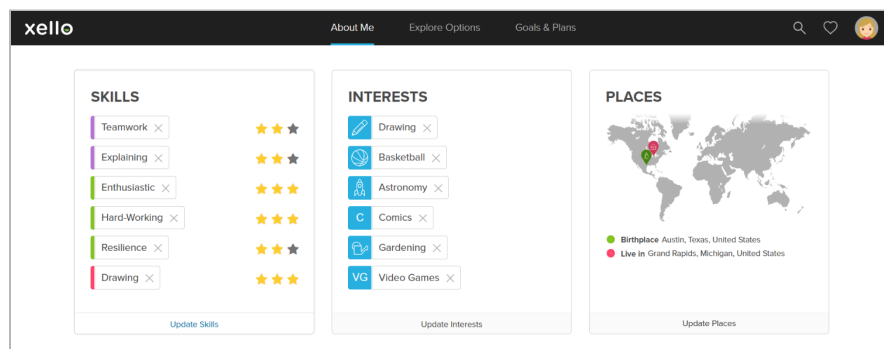 xello
About Me
Explore Options
Goals & Plans
SKILLS
Teamwork
Explaining
Enthusiastic
Hard-Working
Resilience
Drawing
Update Skills
INTERESTS
Drawing
Basketball
Astronomy
C Comics
Gardening
VG Video Games
Update Interests
PLACES
Birthplace Austin, Texas, United States
Live in Grand Rapids, Michigan, United States
Update Places